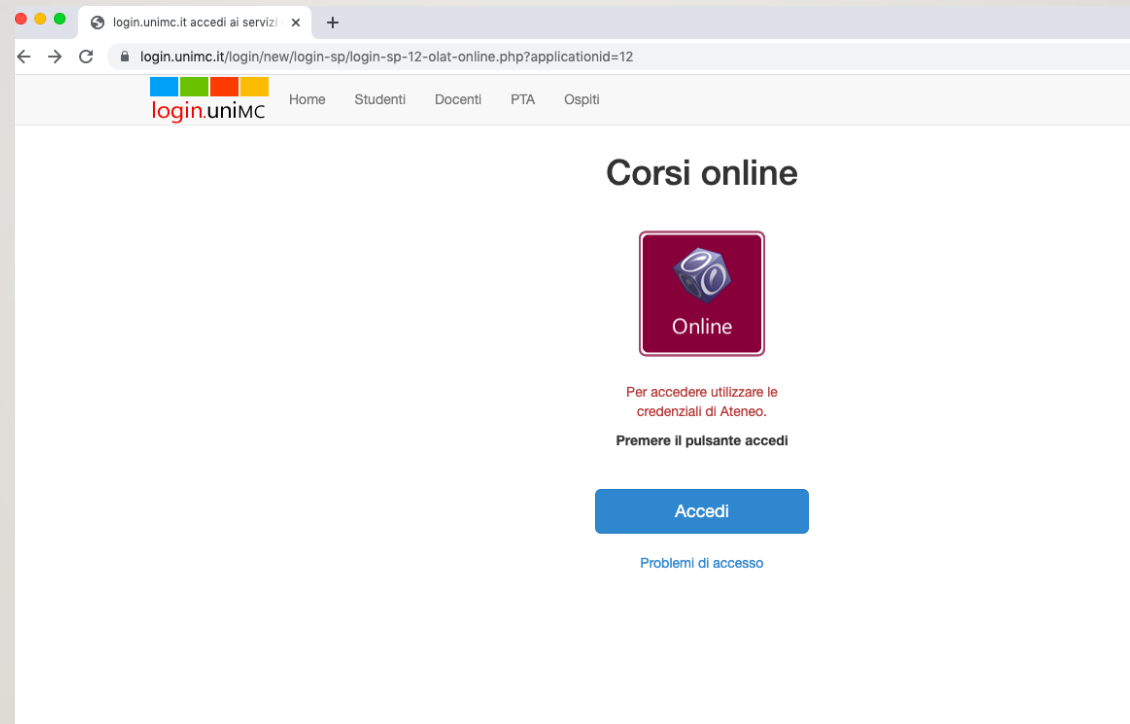 login.unimc.it accedi ai servizi
login.unimc.it/login/new/login-sp/login-sp-12-olat-online.php?applicationid=12
login.uniMC
Home Studenti Docenti PTA Ospiti
Corsi online
Online
Per accedere utilizzare le
credenziali di Ateneo.
Premere il pulsante accedi
Accedi
Problemi di accesso